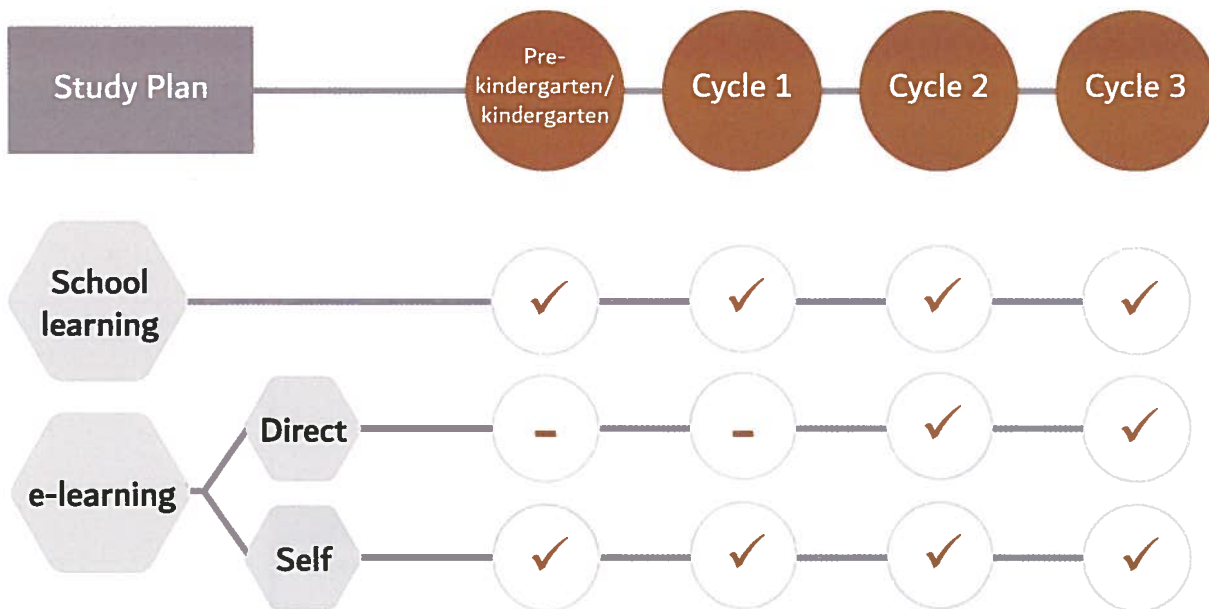 Study Plan
Pre-
kindergarten/
kindergarten
Cycle 1
Cycle 2
Cycle 3
School
learning
✓ ✓ ✓ ✓
e-learning
Direct
- - ✓ ✓
Self
✓ ✓ ✓ ✓